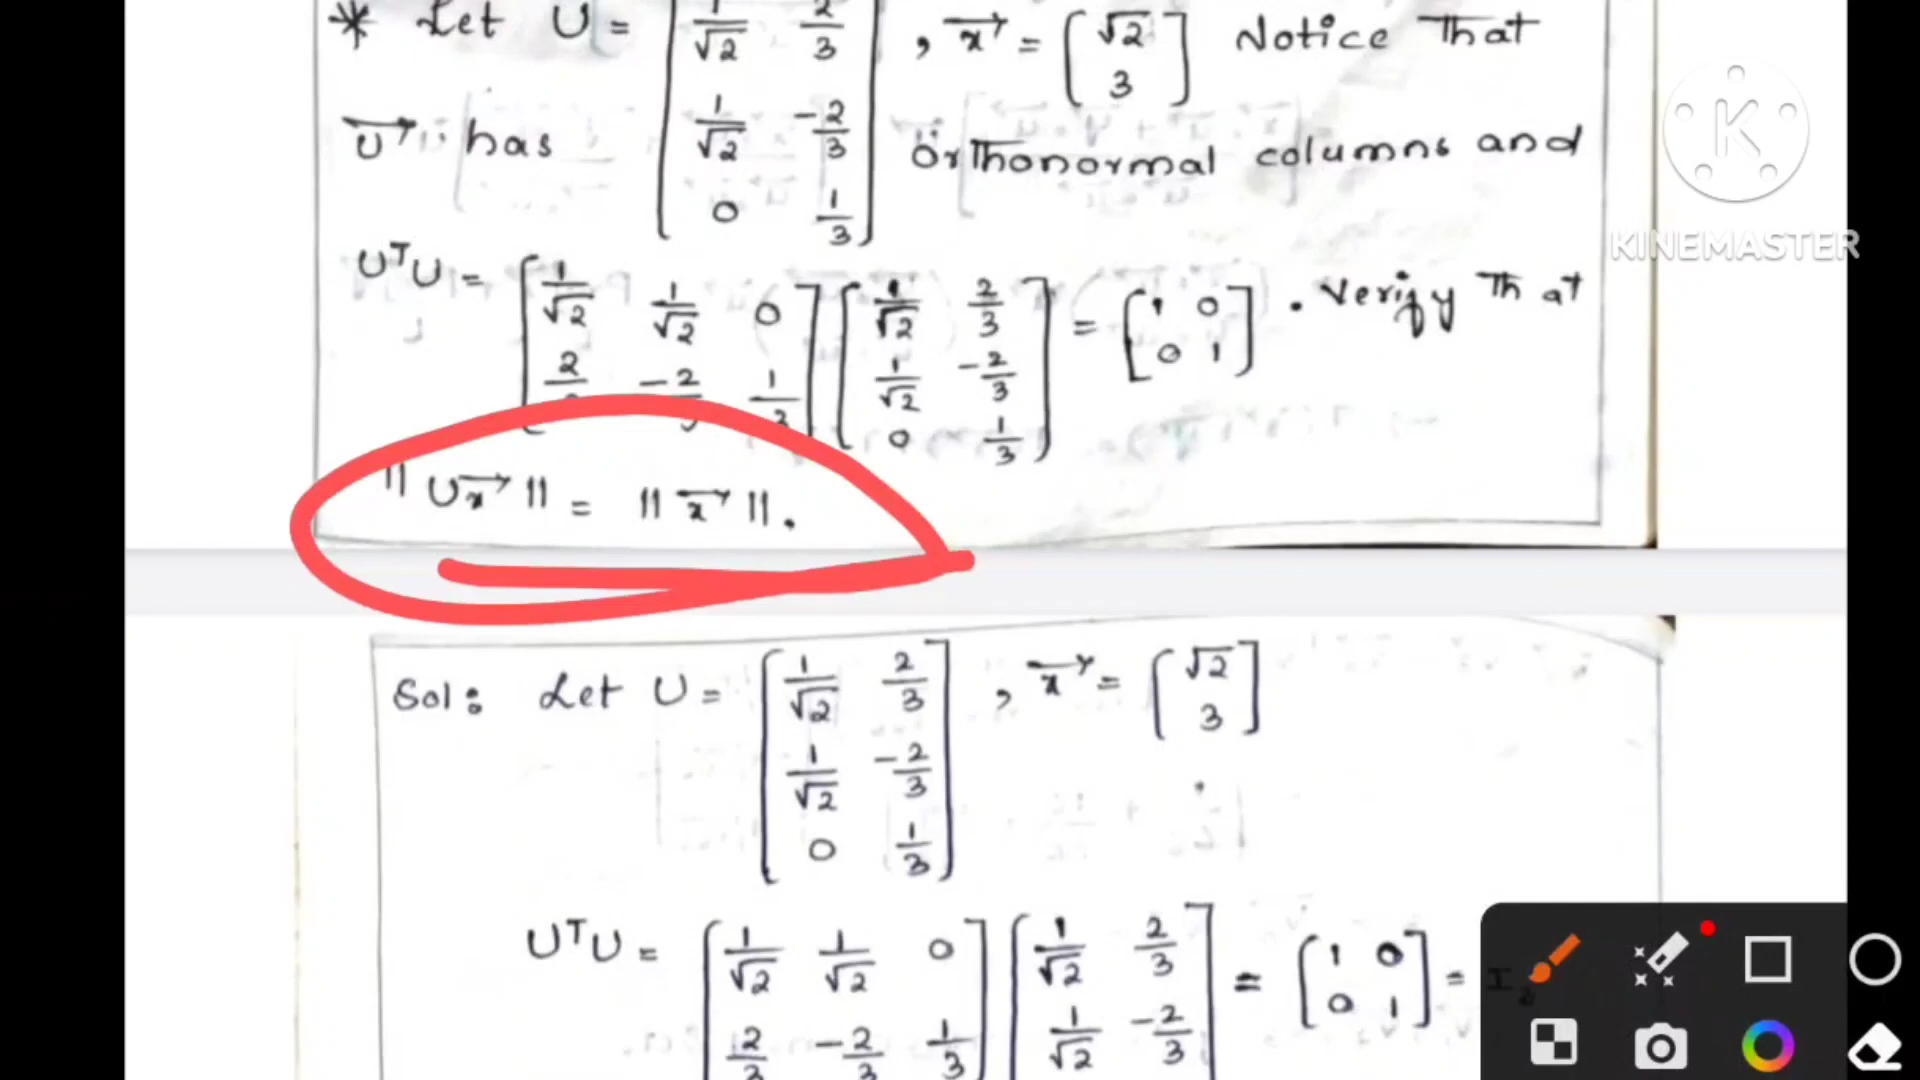 * Let U = [1/√2 2/3; 1/√2 -2/3; 0 1/3], x→ = [√2; 3] Notice That
U→ has Orthonormal columns and
UᵀU = [1/√2 1/√2 0; 2/3 -2/3 1/3] [1/√2 2/3; 1/√2 -2/3; 0 1/3] = [1 0; 0 1]. Verify That
||Ux→|| = ||x→||.
KINEMASTER
Sol: Let U = [1/√2 2/3; 1/√2 -2/3; 0 1/3], x→ = [√2; 3]
UᵀU = [1/√2 1/√2 0; 2/3 -2/3 1/3] [1/√2 2/3; 1/√2 -2/3 = [1 0; 0 1] = I